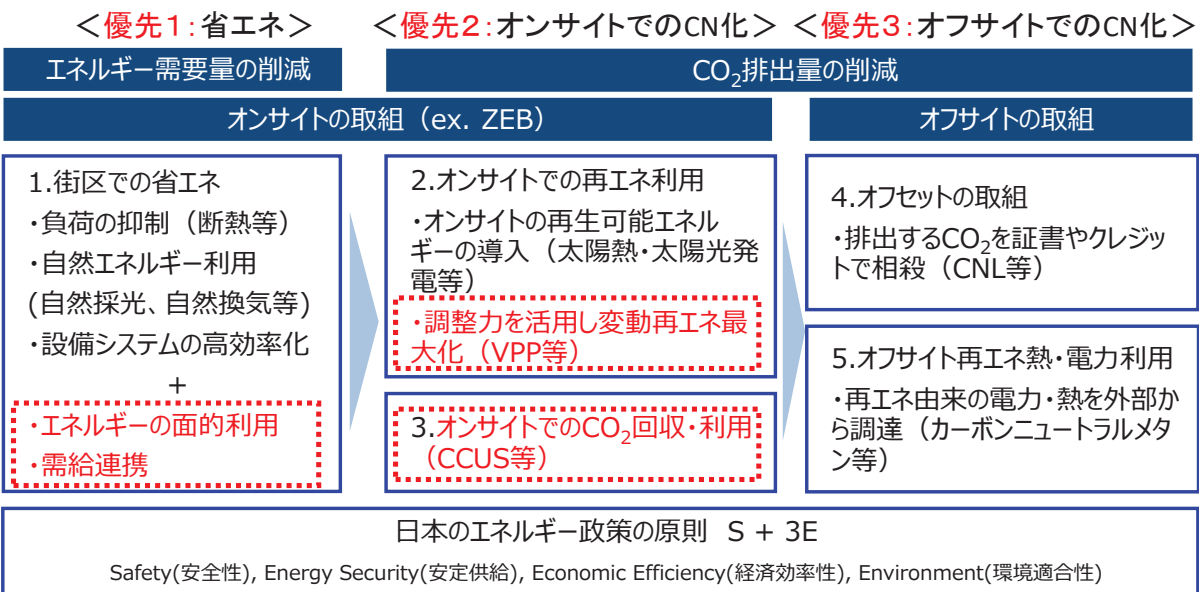 ＜優先１：省エネ＞
＜優先２：オンサイトでのCN化＞
＜優先３：オフサイトでのCN化＞
エネルギー需要量の削減
CO₂排出量の削減
オンサイトの取組（ex. ZEB）
オフサイトの取組
1.街区での省エネ
・負荷の抑制（断熱等）
・自然エネルギー利用
(自然採光、自然換気等)
・設備システムの高効率化
＋
・エネルギーの面的利用
・需給連携
2.オンサイトでの再エネ利用
・オンサイトの再生可能エネル
ギーの導入（太陽熱・太陽光発
電等）
・調整力を活用し変動再エネ最
大化（VPP等）
3.オンサイトでのCO₂回収・利用
（CCUS等）
4.オフセットの取組
・排出するCO₂を証書やクレジッ
トで相殺（CNL等）
5.オフサイト再エネ熱・電力利用
・再エネ由来の電力・熱を外部か
ら調達（カーボンニュートラルメタ
ン等）
日本のエネルギー政策の原則 S + 3E
Safety(安全性), Energy Security(安定供給), Economic Efficiency(経済効率性), Environment(環境適合性)